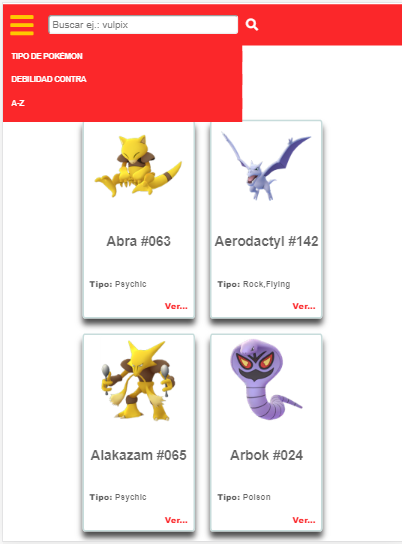 Buscar ej.: vulpix
TIPO DE POKÉMON
DEBILIDAD CONTRA
A-Z
Abra #063
Tipo: Psychic
Ver...
Aerodactyl #142
Tipo: Rock,Flying
Ver...
Alakazam #065
Tipo: Psychic
Ver...
Arbok #024
Tipo: Poison
Ver...